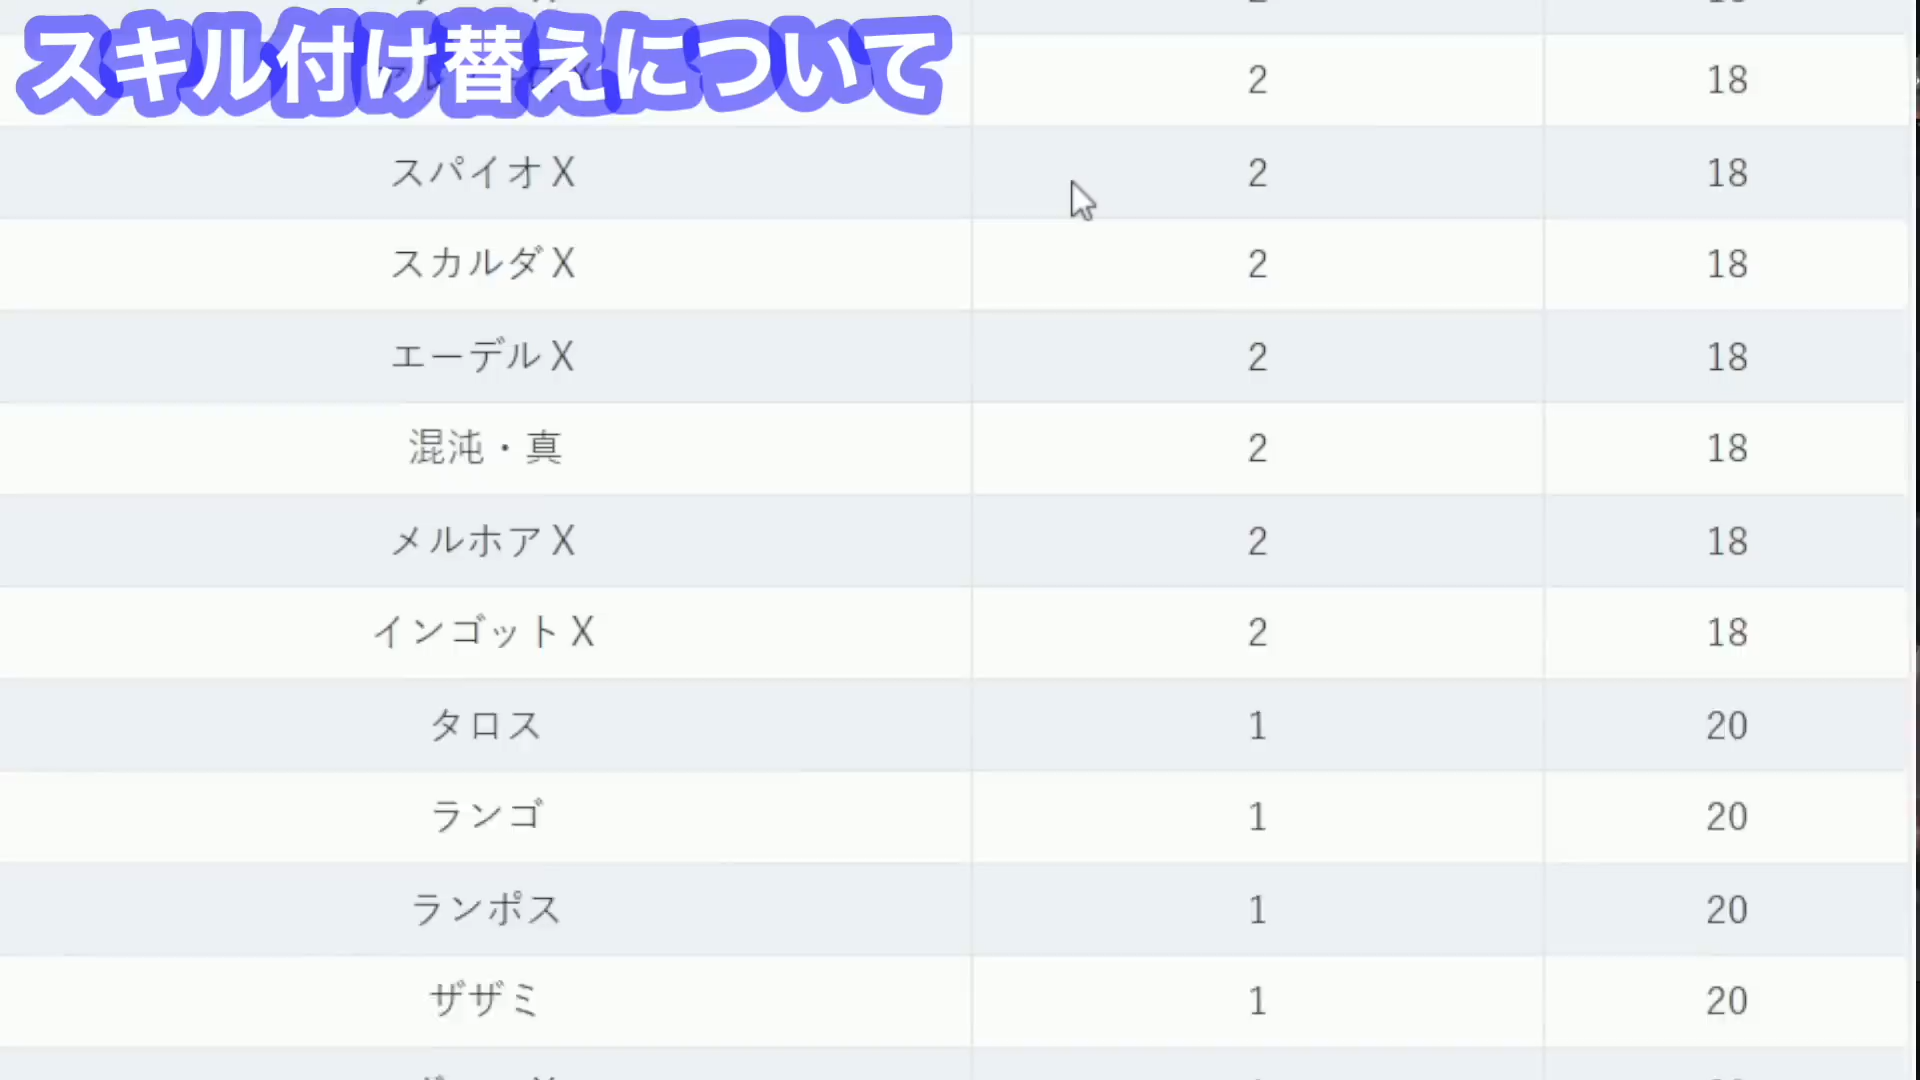 スキル付け替えについて
2 18
スパイオX 2 18
スカルダX 2 18
エーデルX 2 18
混沌・真 2 18
メルホアX 2 18
インゴットX 2 18
タロス 1 20
ランゴ 1 20
ランポス 1 20
ザザミ 1 20